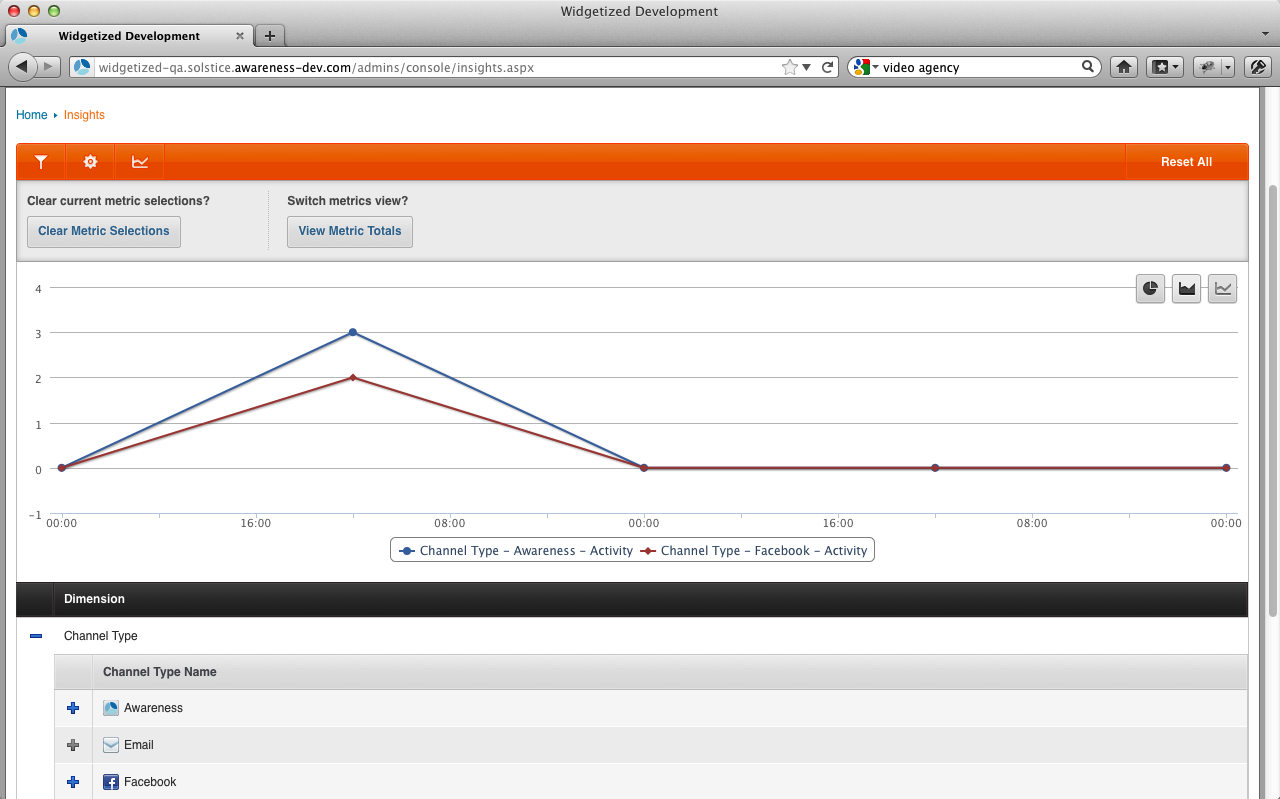 Widgetized Development
Widgetized Development
widgetized-qa.solstice.awareness-dev.com/admins/console/insights.aspx
video agency
Home Insights
Reset All
Clear current metric selections? Switch metrics view?
Clear Metric Selections View Metric Totals
4
3
2
1
0
-1
00:00 16:00 08:00 00:00 16:00 08:00 00:00
Channel Type - Awareness - Activity Channel Type - Facebook - Activity
Dimension
Channel Type
Channel Type Name
Awareness
Email
Facebook